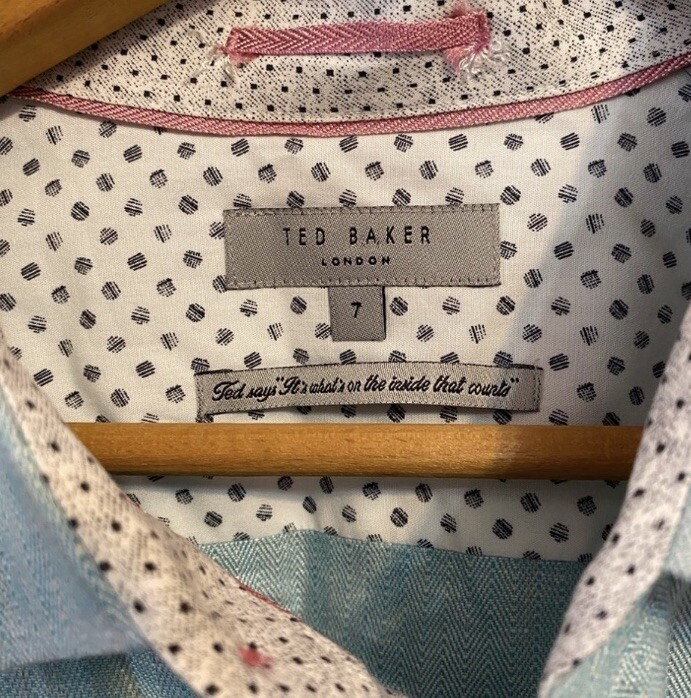 TED BAKER
LONDON
7
Ted says "It's what's on the inside that counts"